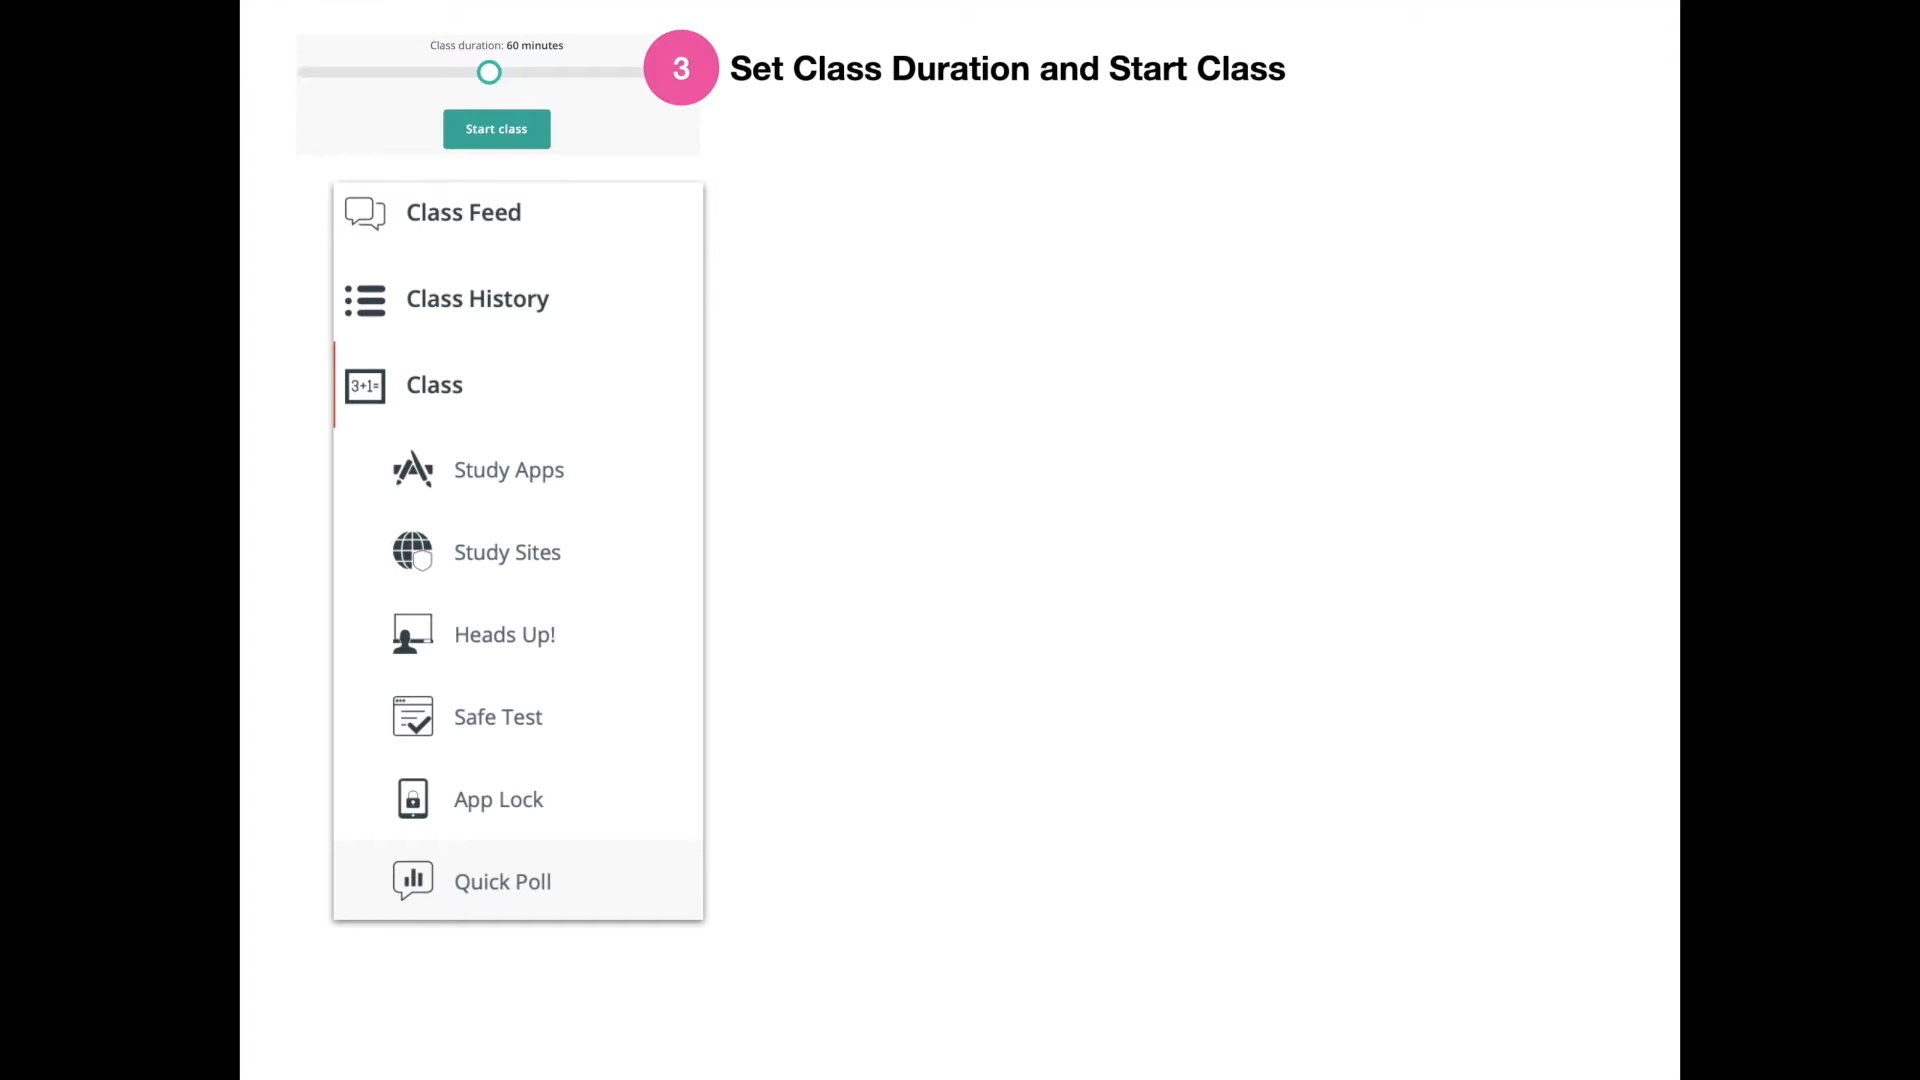 Class duration: 60 minutes
3 Set Class Duration and Start Class
Start class
Class Feed
Class History
3+1= Class
Study Apps
Study Sites
Heads Up!
Safe Test
App Lock
Quick Poll